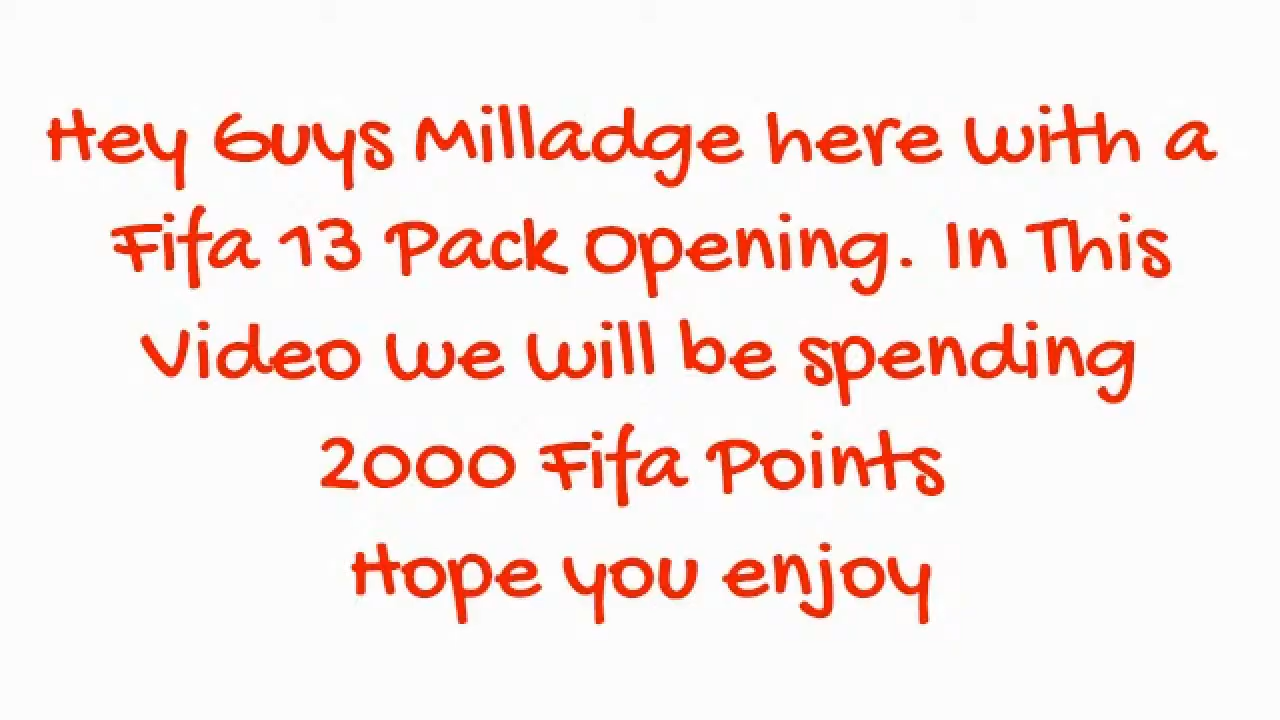 Hey Guys Milladge here with a
Fifa 13 Pack Opening. In This
Video we will be spending
2000 Fifa Points
Hope you enjoy